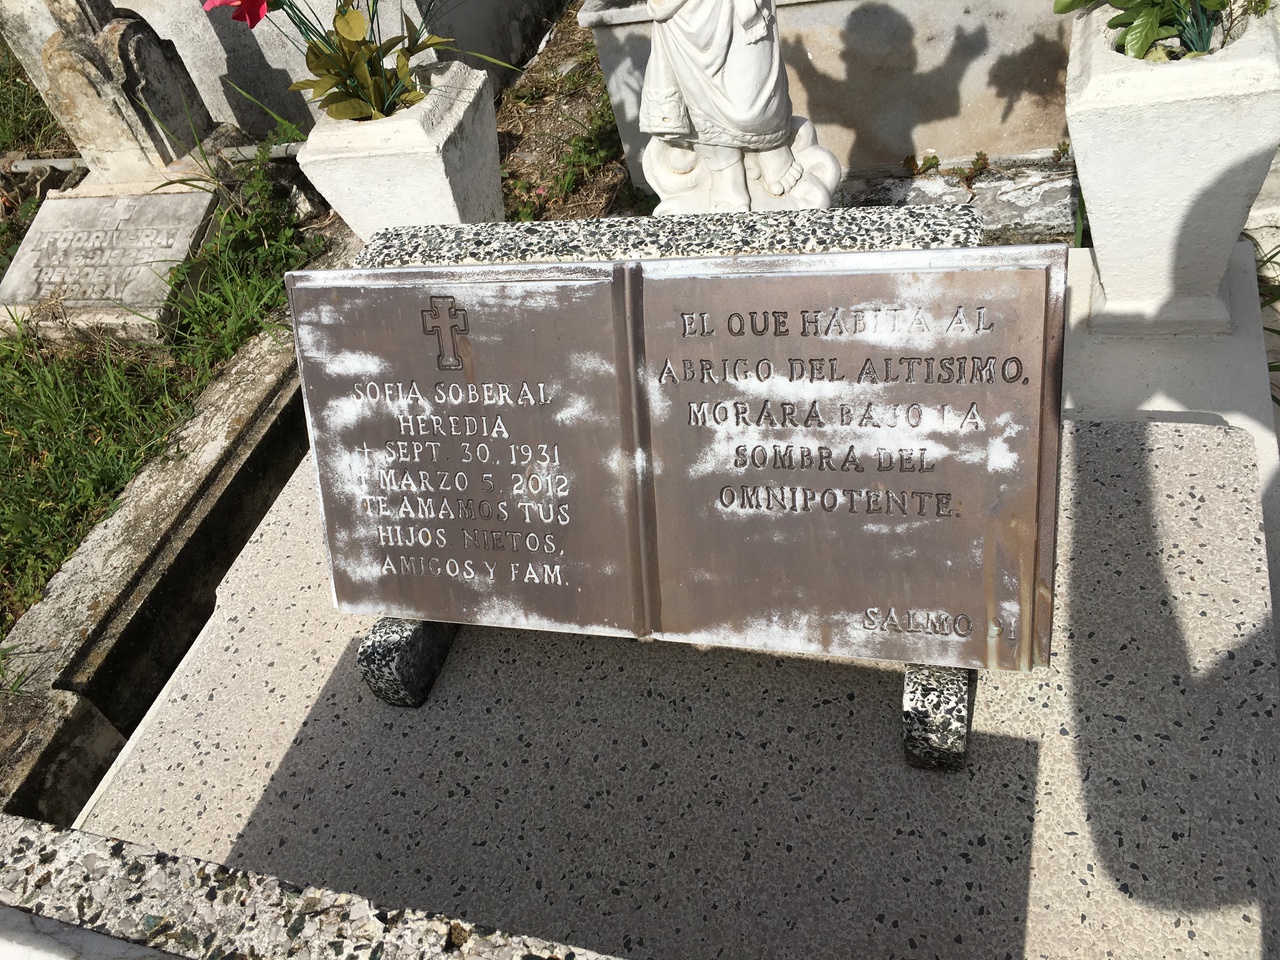 SOFIA SOBERAL
HEREDIA
† SEPT. 30, 1931
† MARZO 5, 2012
TE AMAMOS TUS
HIJOS, NIETOS,
AMIGOS Y FAM.
EL QUE HABITA AL
ABRIGO DEL ALTISIMO.
MORARA BAJO LA
SOMBRA DEL
OMNIPOTENTE.
SALMO 91
RIVERA